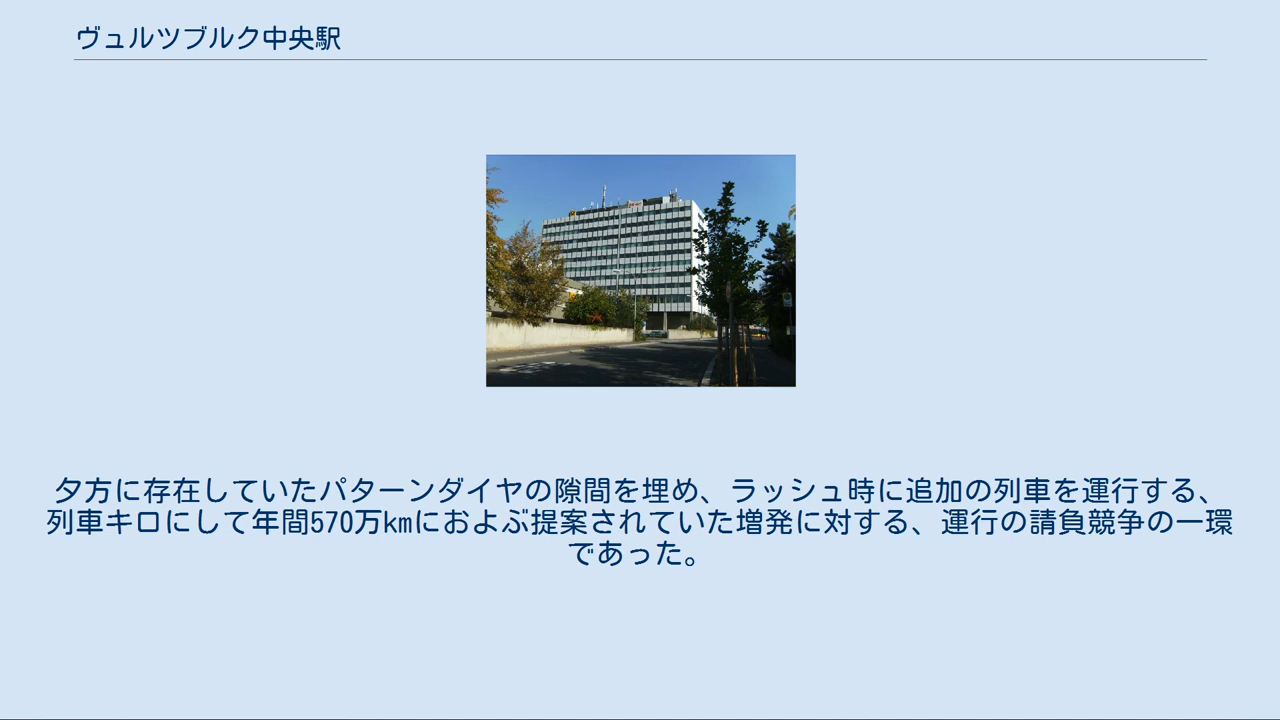 ヴュルツブルク中央駅
夕方に存在していたパターンダイヤの隙間を埋め、ラッシュ時に追加の列車を運行する、
列車キロにして年間570万kmにおよぶ提案されていた増発に対する、運行の請負競争の一環
であった。